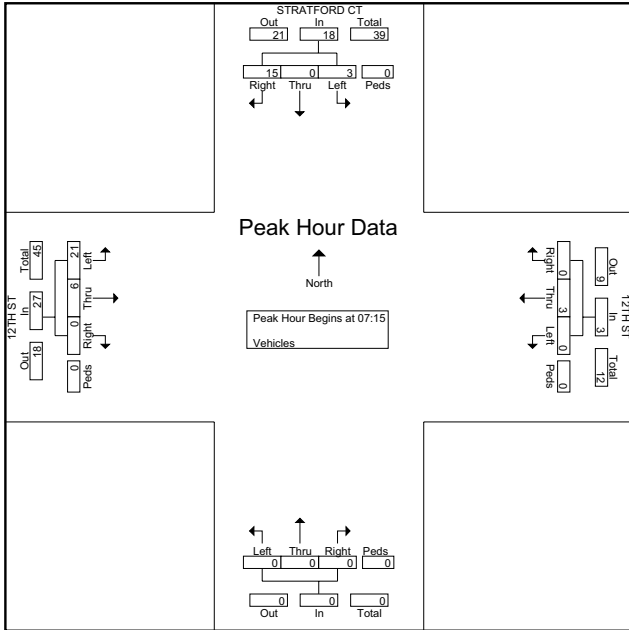 STRATFORD CT
Out In Total
21 18 39
15 0 3 0
Right Thru Left Peds
Peak Hour Data
North
Peak Hour Begins at 07:15
Vehicles
12TH ST
Total In Out
45 27 18
21 6 0 0
Left Thru Right Peds
12TH ST
Out In Total
9 3 12
0 3 0 0
Right Thru Left Peds
Left Thru Right Peds
0 0 0 0
0 0 0
Out In Total